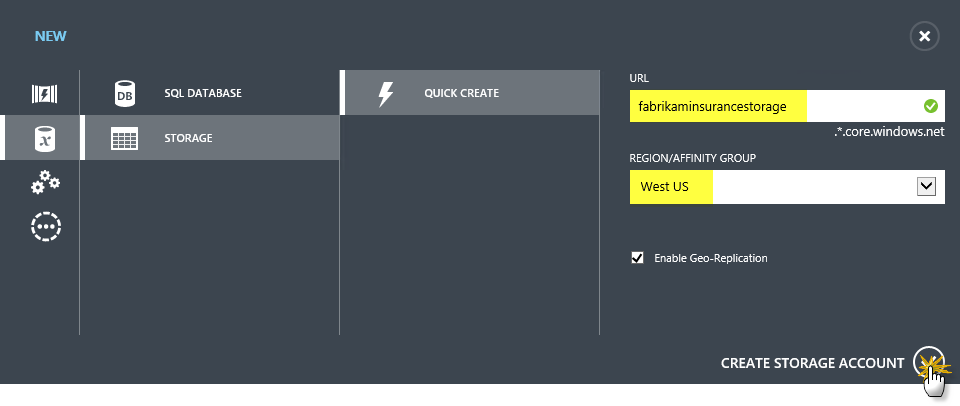 NEW
DB
SQL DATABASE
QUICK CREATE
x
STORAGE
URL
fabrikaminsurancestorage
.*.core.windows.net
REGION/AFFINITY GROUP
West US
Enable Geo-Replication
CREATE STORAGE ACCOUNT